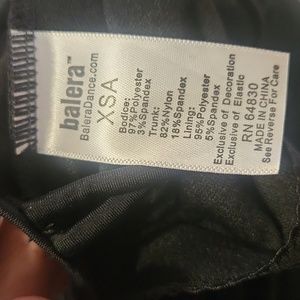 balera™
BaleraDance.com
XSA
Bodice:
97%Polyester
3%Spandex
Trunk:
82%Nylon
18%Spandex
Lining:
95%Polyester
5%Spandex
Exclusive of Decoration
Exclusive of Elastic
RN 64830
MADE IN CHINA
See Reverse For Care